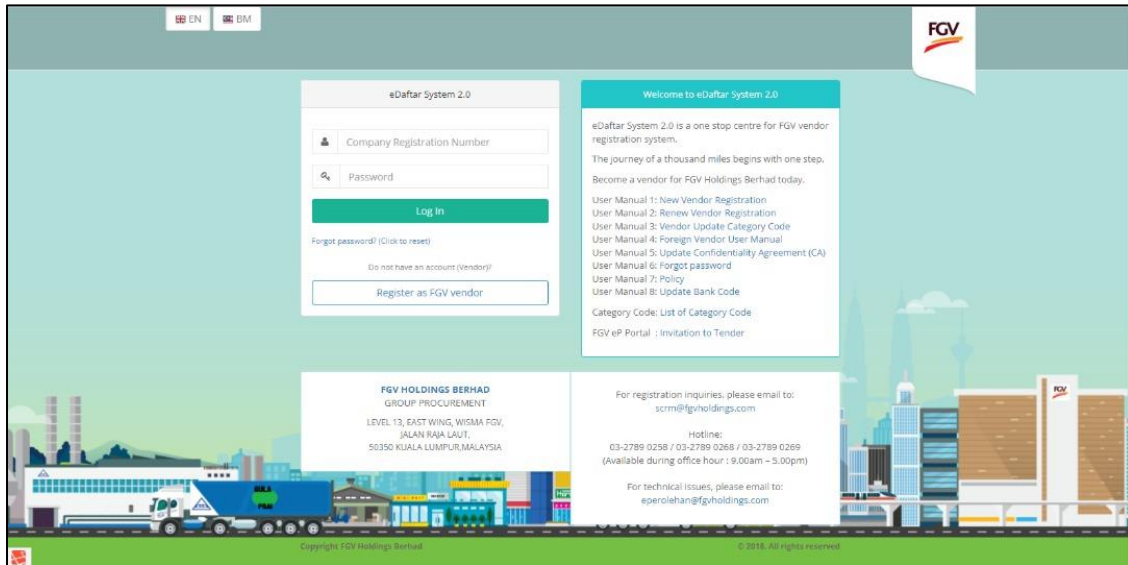 EN
BM
FGV
eDaftar System 2.0
Company Registration Number
Password
Log In
Forgot password? (Click to reset)
Do not have an account (Vendor)?
Register as FGV vendor
Welcome to eDaftar System 2.0
eDaftar System 2.0 is a one stop centre for FGV vendor
registration system.
The journey of a thousand miles begins with one step.
Become a vendor for FGV Holdings Berhad today.
User Manual 1: New Vendor Registration
User Manual 2: Renew Vendor Registration
User Manual 3: Vendor Update Category Code
User Manual 4: Foreign Vendor User Manual
User Manual 5: Update Confidentiality Agreement (CA)
User Manual 6: Forgot password
User Manual 7: Policy
User Manual 8: Update Bank Code
Category Code: List of Category Code
FGV eP Portal : Invitation to Tender
FGV HOLDINGS BERHAD
GROUP PROCUREMENT
LEVEL 13, EAST WING, WISMA FGV,
JALAN RAJA LAUT,
50350 KUALA LUMPUR,MALAYSIA
For registration inquiries, please email to:
scrm@fgvholdings.com
Hotline:
03-2789 0258 / 03-2789 0268 / 03-2789 0269
(Available during office hour : 9.00am – 5.00pm)
For technical issues, please email to:
eperolehan@fgvholdings.com
FGV
Copyright FGV Holdings Berhad
© 2018. All rights reserved